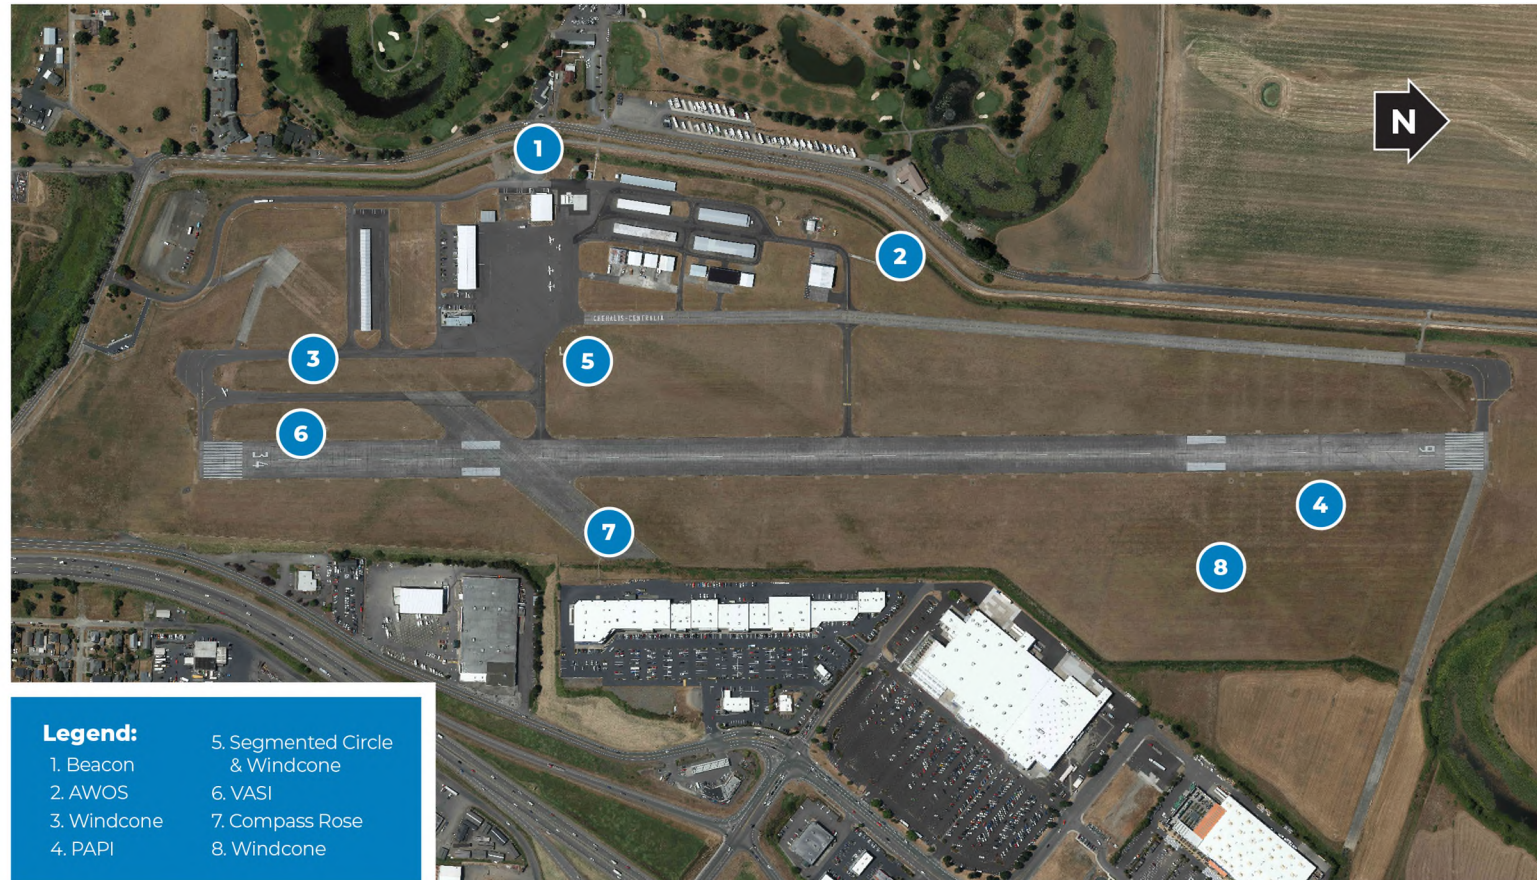 N
1
2
CHEHALIS-CENTRALIA
3
5
6
34
16
4
7
8
Legend:
1. Beacon
2. AWOS
3. Windcone
4. PAPI
5. Segmented Circle
& Windcone
6. VASI
7. Compass Rose
8. Windcone